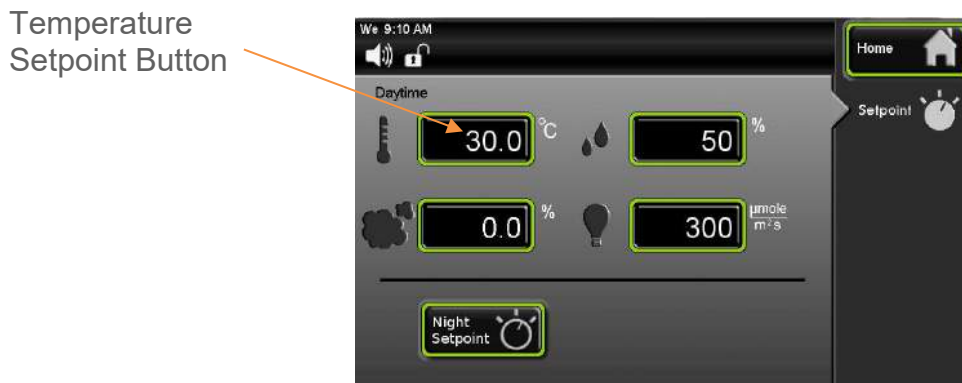 Temperature
Setpoint Button
We 9:10 AM
Home
Setpoint
Daytime
30.0 °C
50 %
0.0 %
300 µmole
m²s
Night
Setpoint